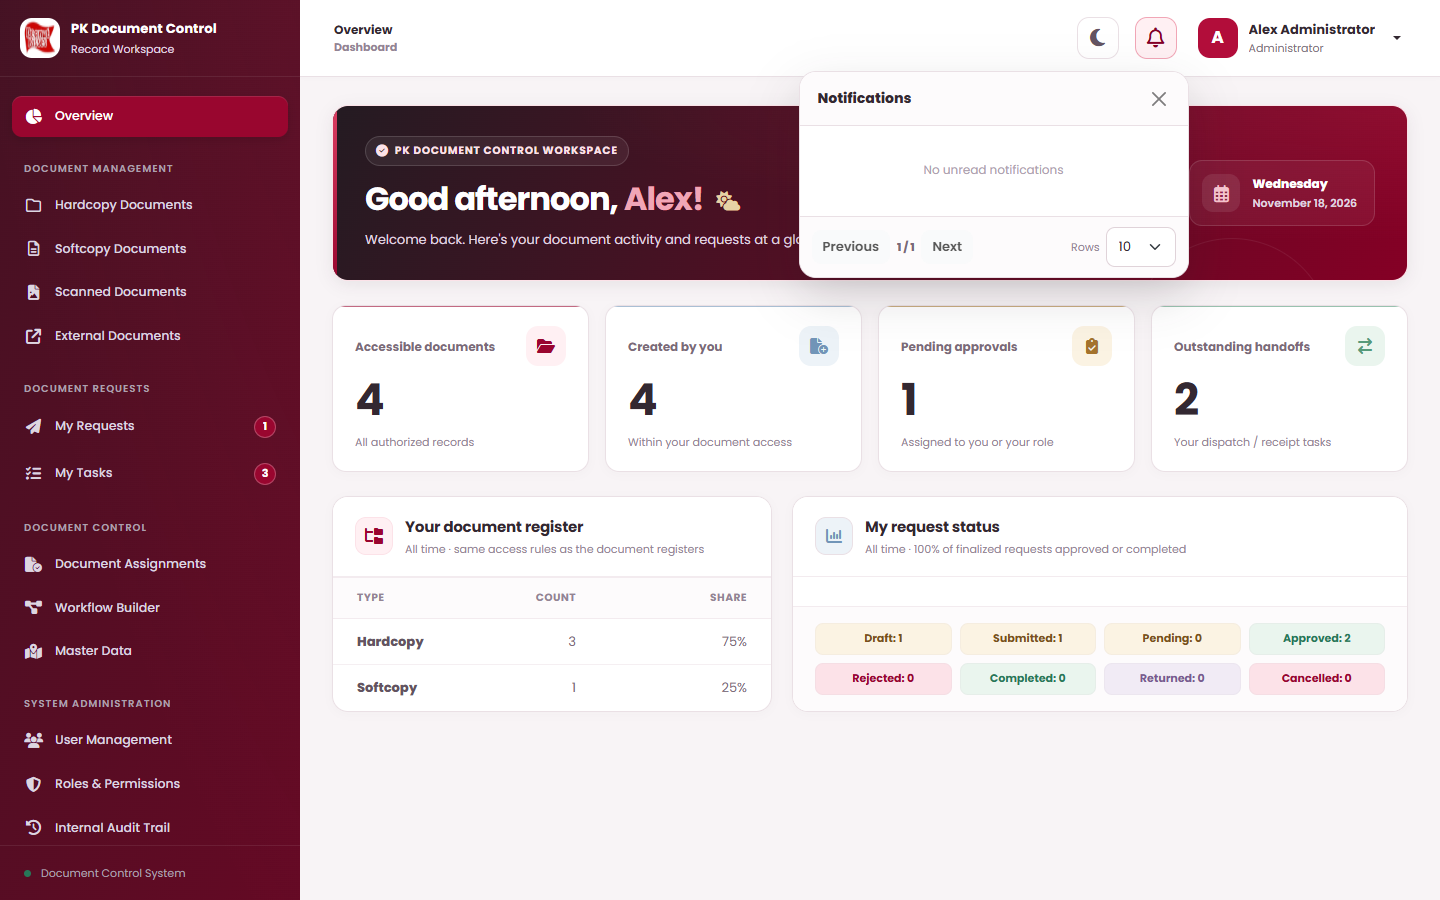 PK Document Control
Record Workspace
Overview
DOCUMENT MANAGEMENT
Hardcopy Documents
Softcopy Documents
Scanned Documents
External Documents
DOCUMENT REQUESTS
My Requests
1
My Tasks
3
DOCUMENT CONTROL
Document Assignments
Workflow Builder
Master Data
SYSTEM ADMINISTRATION
User Management
Roles & Permissions
Internal Audit Trail
Document Control System
Overview
Dashboard
A
Alex Administrator
Administrator
Notifications
No unread notifications
Previous 1 / 1 Next Rows 10
PK DOCUMENT CONTROL WORKSPACE
Good afternoon, Alex!
Welcome back. Here's your document activity and requests at a
Wednesday
November 18, 2026
Accessible documents
4
All authorized records
Created by you
4
Within your document access
Pending approvals
1
Assigned to you or your role
Outstanding handoffs
2
Your dispatch / receipt tasks
Your document register
All time · same access rules as the document registers
TYPE COUNT SHARE
Hardcopy 3 75%
Softcopy 1 25%
My request status
All time · 100% of finalized requests approved or completed
Draft: 1 Submitted: 1 Pending: 0 Approved: 2
Rejected: 0 Completed: 0 Returned: 0 Cancelled: 0